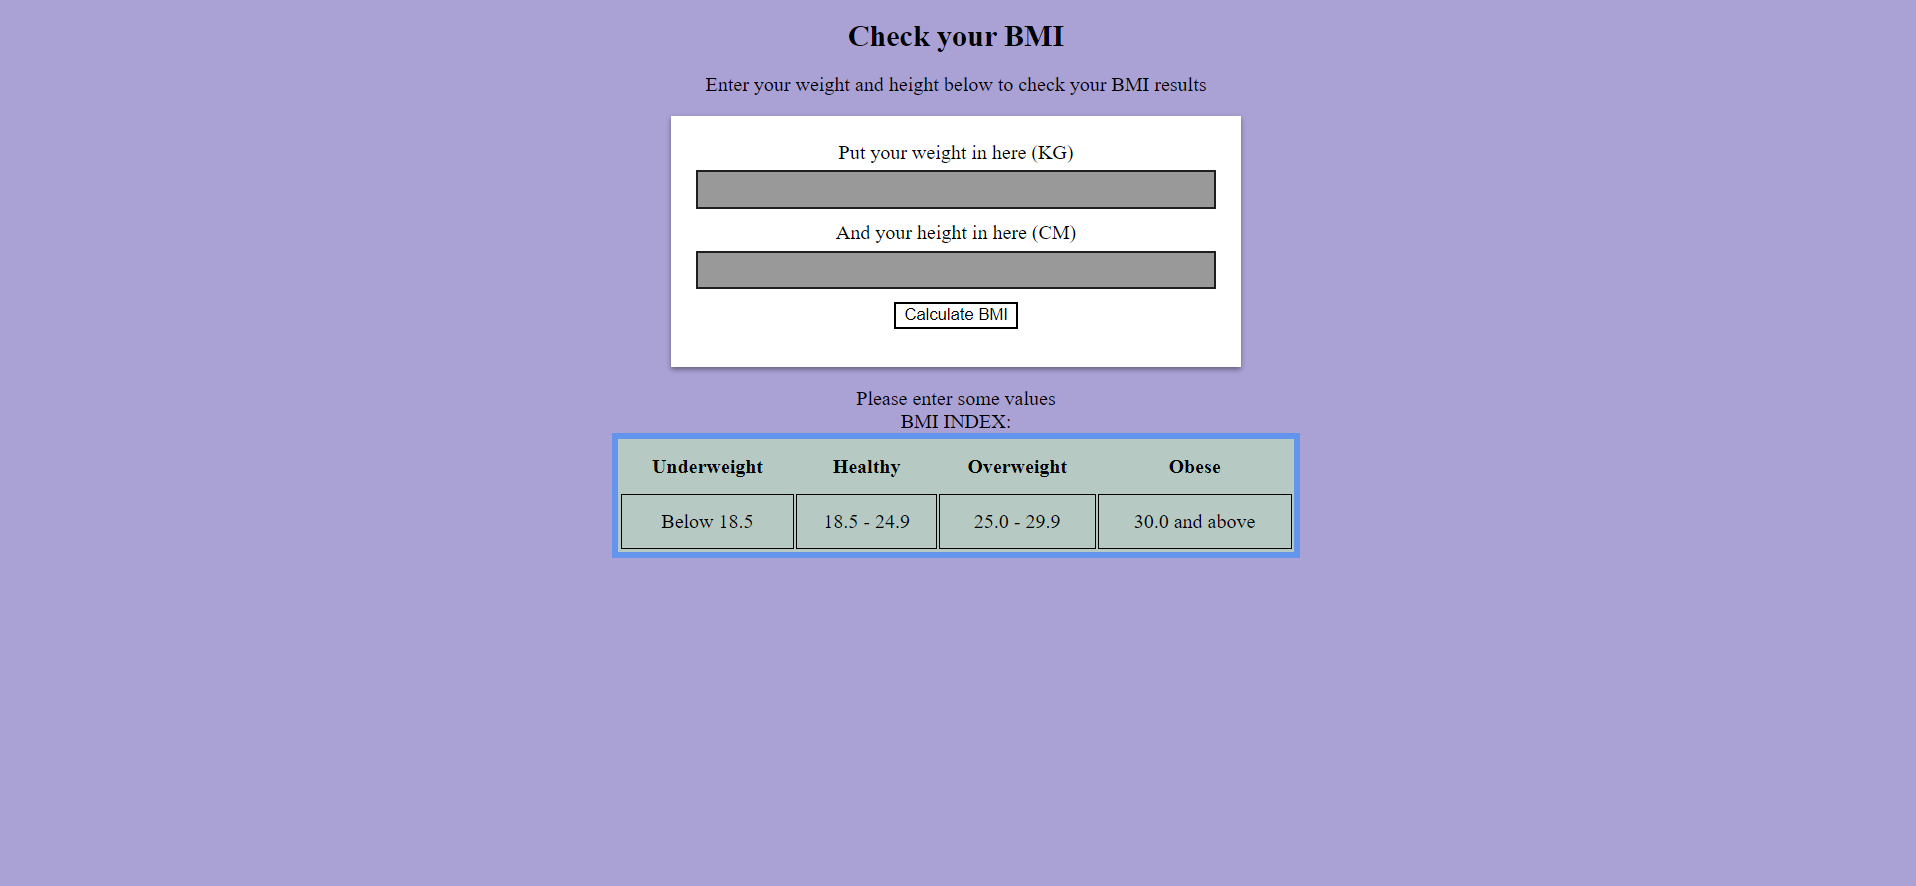 Check your BMI
Enter your weight and height below to check your BMI results
Put your weight in here (KG)
And your height in here (CM)
Calculate BMI
Please enter some values
BMI INDEX:
Underweight Healthy Overweight Obese
Below 18.5 18.5 - 24.9 25.0 - 29.9 30.0 and above